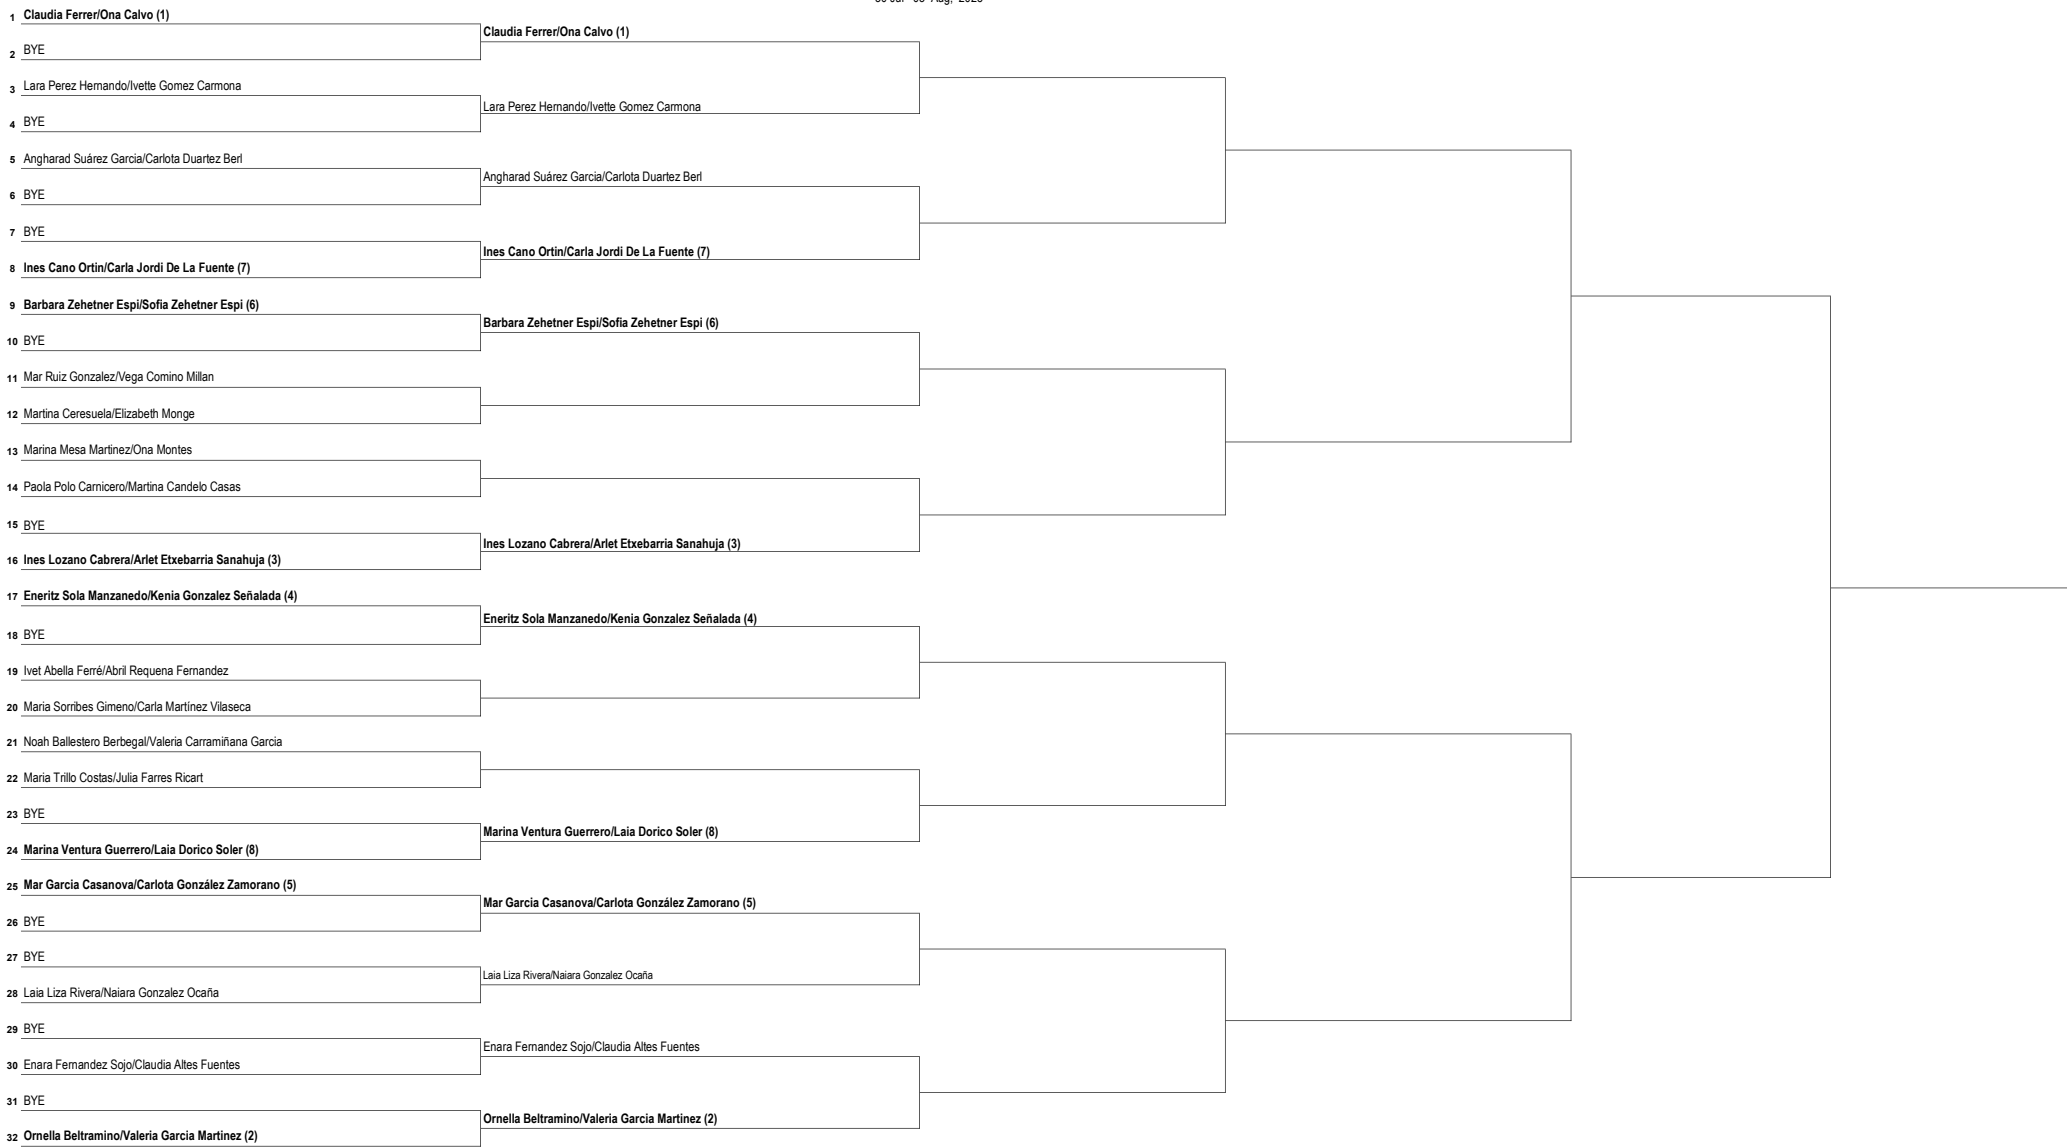 1 Claudia Ferrer/Ona Calvo (1)
Claudia Ferrer/Ona Calvo (1)
2 BYE
3 Lara Perez Hernando/Ivette Gomez Carmona
Lara Perez Hernando/Ivette Gomez Carmona
4 BYE
5 Angharad Suárez Garcia/Carlota Duartez Berl
Angharad Suárez Garcia/Carlota Duartez Berl
6 BYE
7 BYE
Ines Cano Ortin/Carla Jordi De La Fuente (7)
8 Ines Cano Ortin/Carla Jordi De La Fuente (7)
9 Barbara Zehetner Espi/Sofia Zehetner Espi (6)
Barbara Zehetner Espi/Sofia Zehetner Espi (6)
10 BYE
11 Mar Ruiz Gonzalez/Vega Comino Millan
12 Martina Ceresuela/Elizabeth Monge
13 Marina Mesa Martinez/Ona Montes
14 Paola Polo Carnicero/Martina Candelo Casas
15 BYE
Ines Lozano Cabrera/Arlet Etxebarria Sanahuja (3)
16 Ines Lozano Cabrera/Arlet Etxebarria Sanahuja (3)
17 Eneritz Sola Manzanedo/Kenia Gonzalez Señalada (4)
Eneritz Sola Manzanedo/Kenia Gonzalez Señalada (4)
18 BYE
19 Ivet Abella Ferré/Abril Requena Fernandez
20 Maria Sorribes Gimeno/Carla Martínez Vilaseca
21 Noah Ballestero Berbegal/Valeria Carramiñana Garcia
22 Maria Trillo Costas/Julia Farres Ricart
23 BYE
Marina Ventura Guerrero/Laia Dorico Soler (8)
24 Marina Ventura Guerrero/Laia Dorico Soler (8)
25 Mar Garcia Casanova/Carlota González Zamorano (5)
Mar Garcia Casanova/Carlota González Zamorano (5)
26 BYE
27 BYE
Laia Liza Rivera/Naiara Gonzalez Ocaña
28 Laia Liza Rivera/Naiara Gonzalez Ocaña
29 BYE
Enara Fernandez Sojo/Claudia Altes Fuentes
30 Enara Fernandez Sojo/Claudia Altes Fuentes
31 BYE
Ornella Beltramino/Valeria Garcia Martinez (2)
32 Ornella Beltramino/Valeria Garcia Martinez (2)